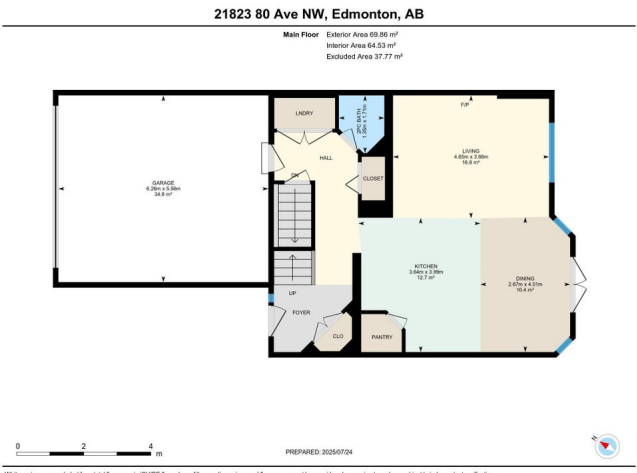 21823 80 Ave NW, Edmonton, AB
Main Floor Exterior Area 69.86 m²
Interior Area 64.53 m²
Excluded Area 37.77 m²
LNDRY
2PC BATH
1.35m x 1.71m
F/P
HALL
LIVING
4.65m x 3.66m
16.8 m²
GARAGE
6.26m x 5.56m
34.8 m²
DN
CLOSET
KITCHEN
3.64m x 3.99m
12.7 m²
DINING
2.67m x 4.01m
10.4 m²
UP
FOYER
CLO
PANTRY
0 2 4
m
PREPARED: 2025/07/24
N